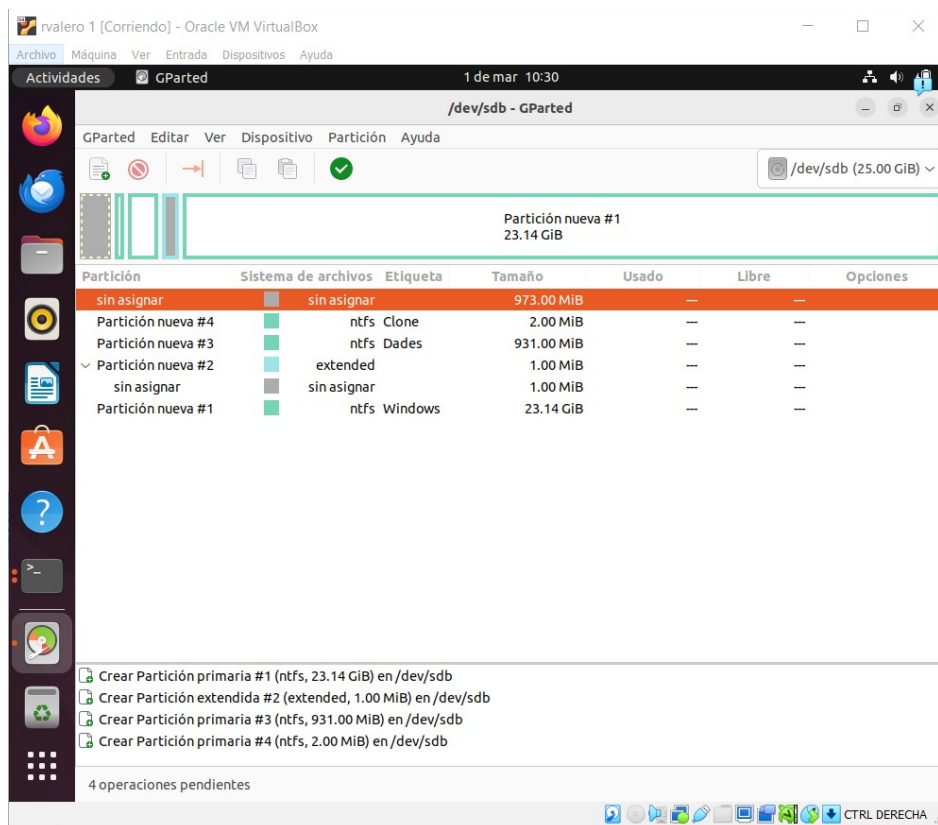 rvalero 1 [Corriendo] - Oracle VM VirtualBox
Archivo Máquina Ver Entrada Dispositivos Ayuda
Actividades GParted 1 de mar 10:30
/dev/sdb - GParted
GParted Editar Ver Dispositivo Partición Ayuda
/dev/sdb (25.00 GiB)
Partición nueva #1
23.14 GiB
Partición Sistema de archivos Etiqueta Tamaño Usado Libre Opciones
sin asignar sin asignar 973.00 MiB --- ---
Partición nueva #4 ntfs Clone 2.00 MiB --- ---
Partición nueva #3 ntfs Dades 931.00 MiB --- ---
Partición nueva #2 extended 1.00 MiB --- ---
sin asignar sin asignar 1.00 MiB --- ---
Partición nueva #1 ntfs Windows 23.14 GiB --- ---
Crear Partición primaria #1 (ntfs, 23.14 GiB) en /dev/sdb
Crear Partición extendida #2 (extended, 1.00 MiB) en /dev/sdb
Crear Partición primaria #3 (ntfs, 931.00 MiB) en /dev/sdb
Crear Partición primaria #4 (ntfs, 2.00 MiB) en /dev/sdb
4 operaciones pendientes
CTRL DERECHA